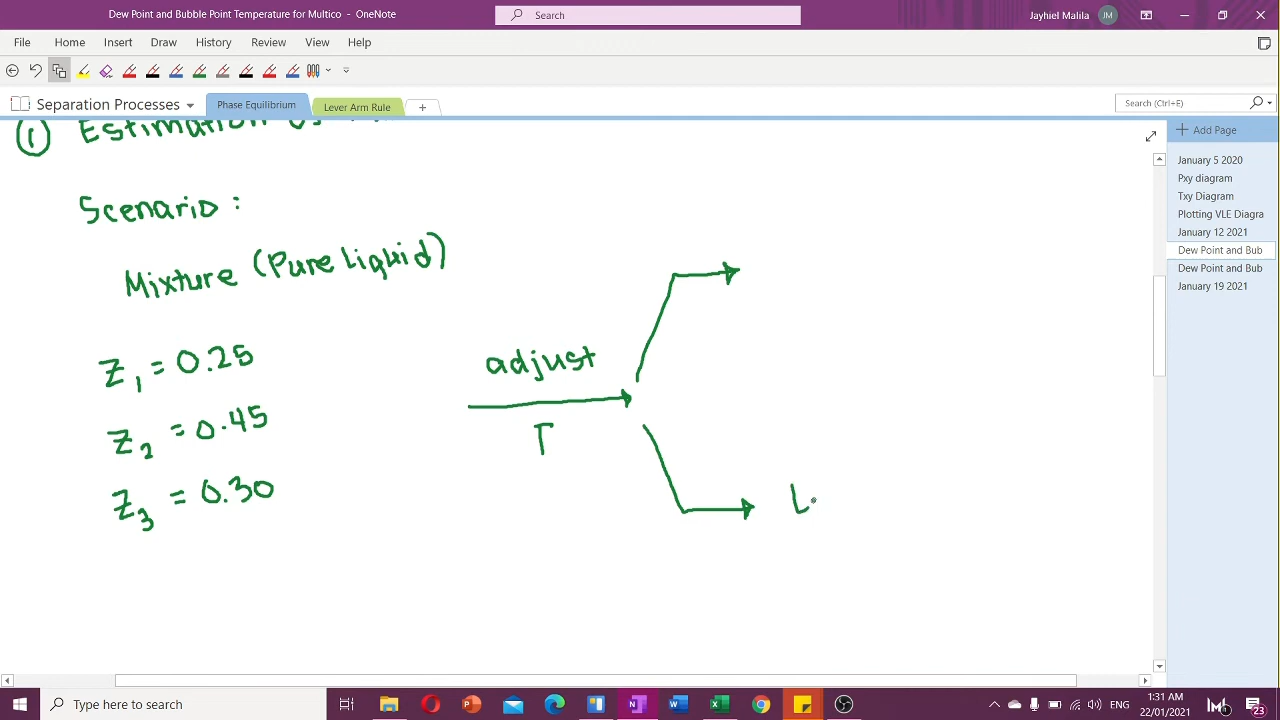 Dew Point and Bubble Point Temperature for Multico - OneNote
Search
Jayhiel Malila JM
File Home Insert Draw History Review View Help
Separation Processes Phase Equilibrium Lever Arm Rule
Search (Ctrl+E)
Add Page
January 5 2020
Pxy diagram
Txy Diagram
Plotting VLE Diagra
January 12 2021
Dew Point and Bub
Dew Point and Bub
January 19 2021
① Estimation
Scenario :
Mixture (Pure Liquid)
Z1 = 0.25
Z2 = 0.45
Z3 = 0.30
adjust
T
L
Type here to search
ENG
1:31 AM
22/01/2021
23